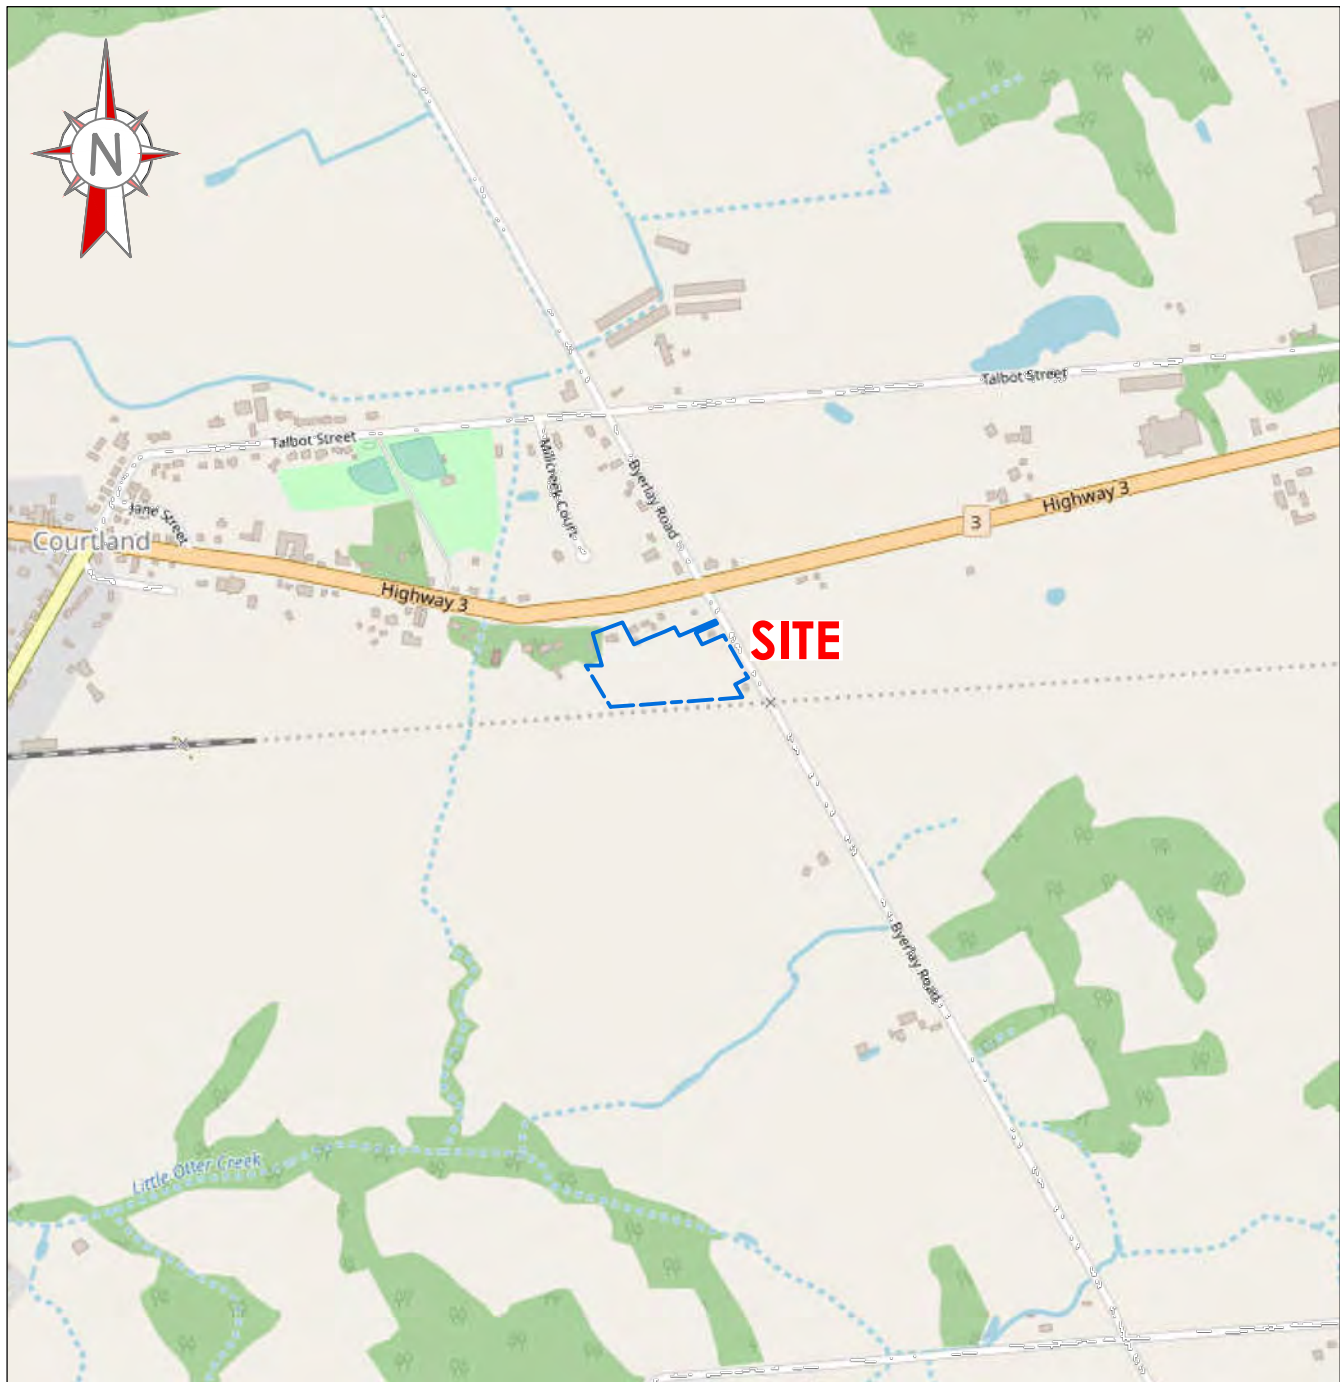 N
Talbot Street
Talbot Street
Byerlay Road
Millcreek Court
Jane Street
Highway 3
3
Courtland
Highway 3
SITE
Byerlay Road
Little Otter Creek